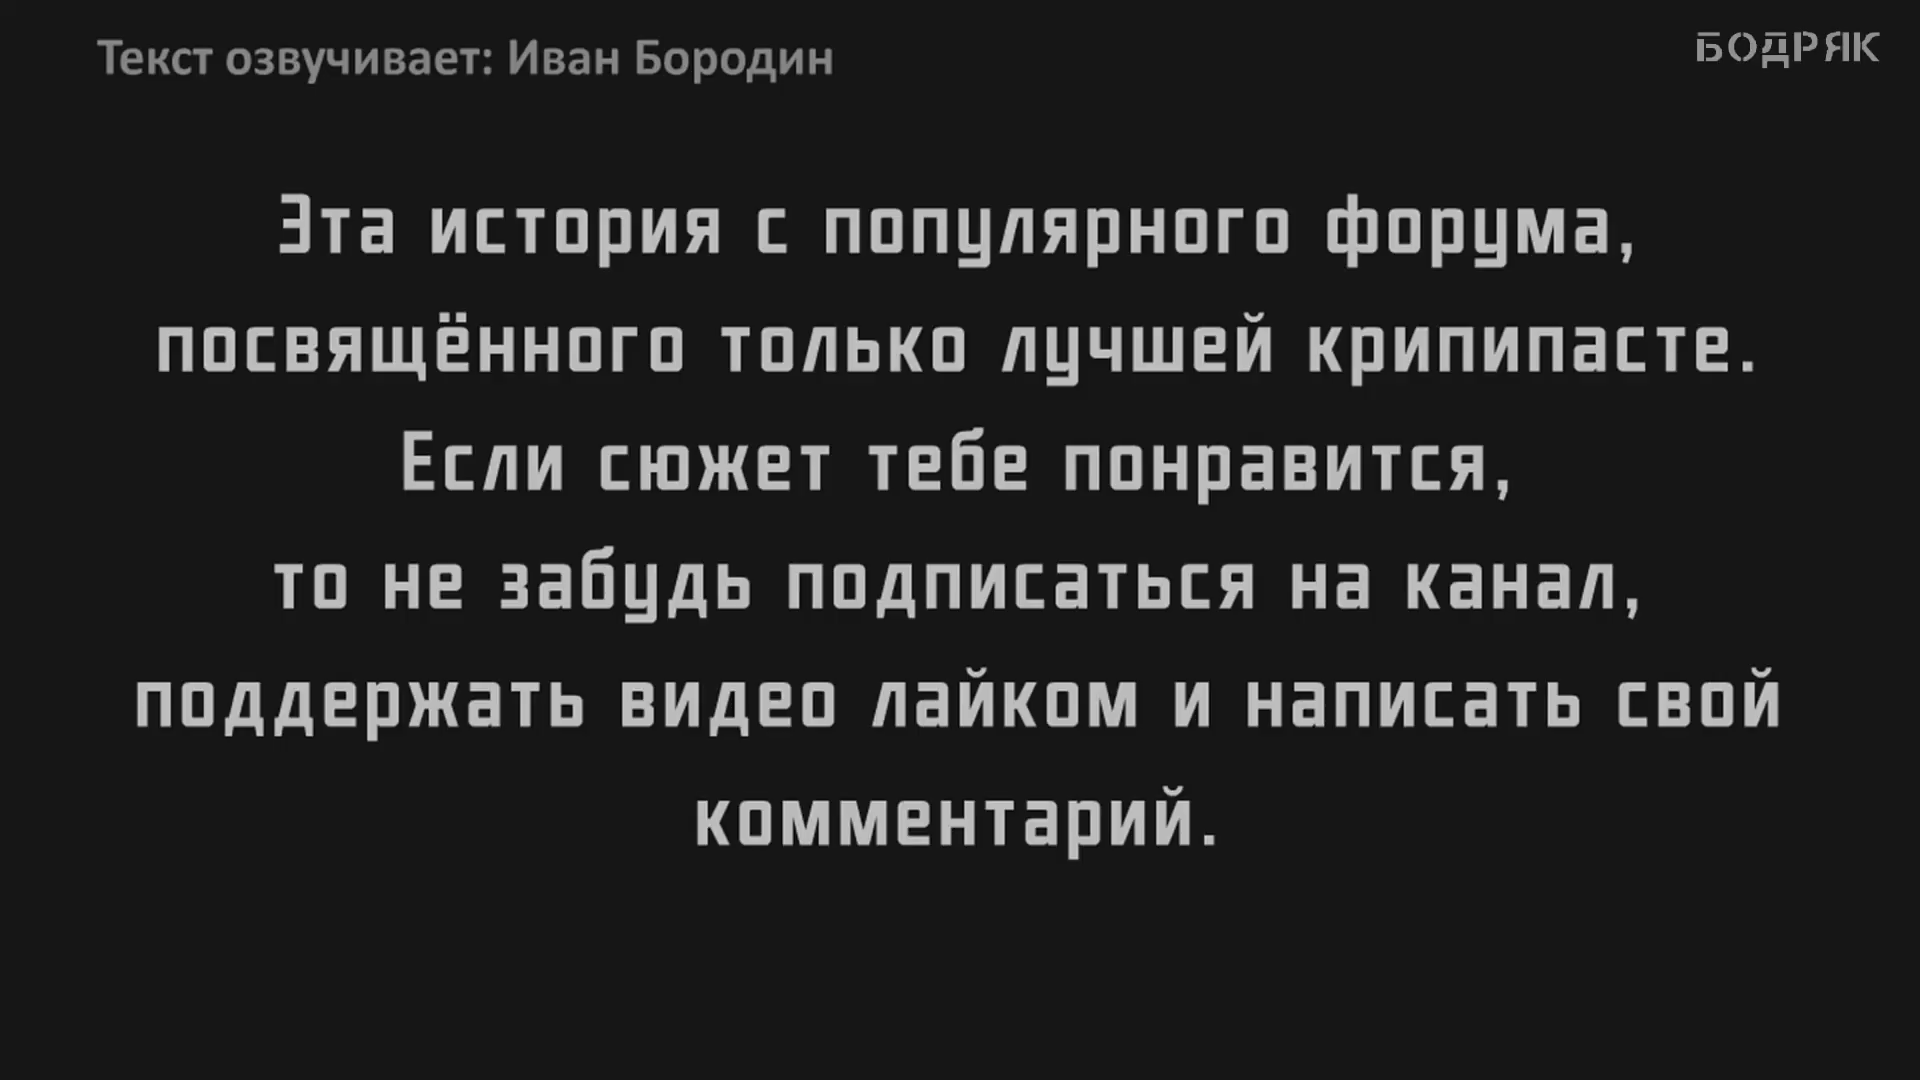 Текст озвучивает: Иван Бородин
БОДРЯК
Эта история с популярного форума,
посвящённого только лучшей крипипасте.
Если сюжет тебе понравится,
то не забудь подписаться на канал,
поддержать видео лайком и написать свой
комментарий.